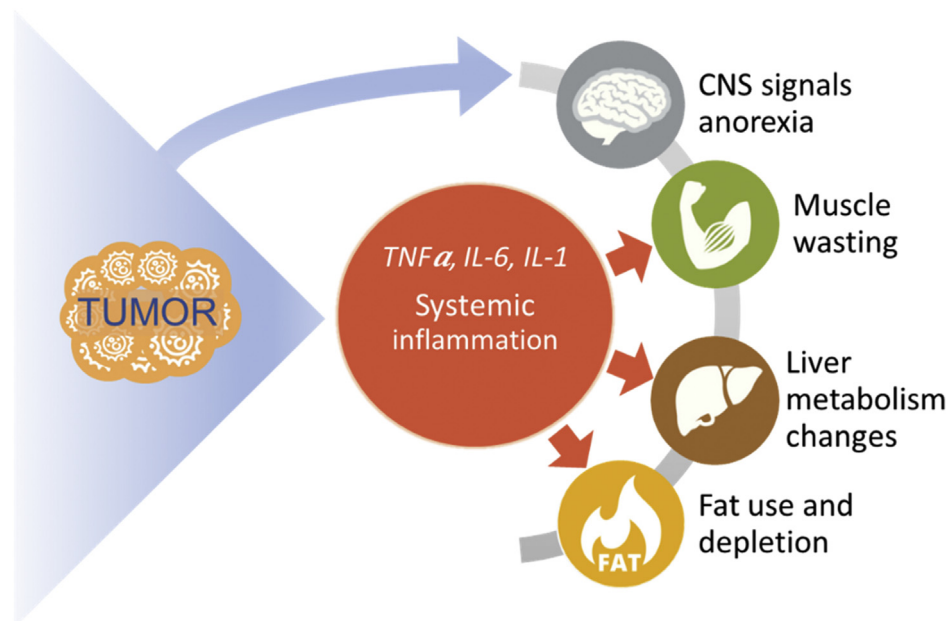 CNS signals
anorexia
Muscle
wasting
TNFα, IL-6, IL-1
Systemic
inflammation
TUMOR
Liver
metabolism
changes
Fat use and
depletion
FAT